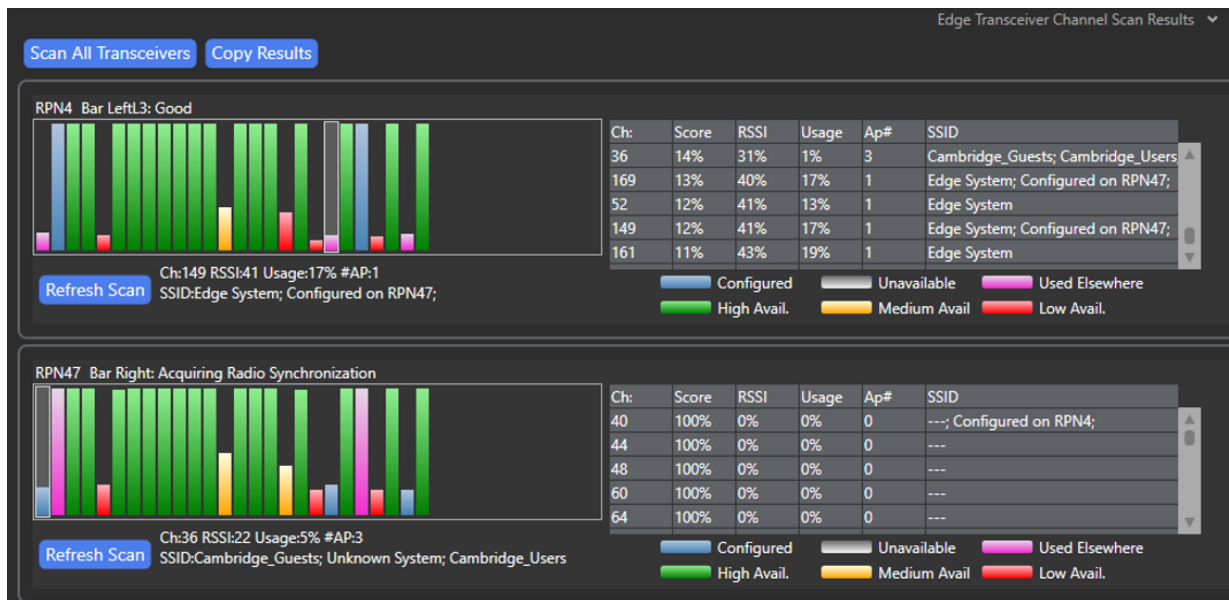 Edge Transceiver Channel Scan Results
Scan All Transceivers Copy Results
RPN4 Bar LeftL3: Good
Ch: Score RSSI Usage Ap# SSID
36 14% 31% 1% 3 Cambridge_Guests; Cambridge_Users;
169 13% 40% 17% 1 Edge System; Configured on RPN47;
52 12% 41% 13% 1 Edge System
149 12% 41% 17% 1 Edge System; Configured on RPN47;
161 11% 43% 19% 1 Edge System
Refresh Scan
Ch:149 RSSI:41 Usage:17% #AP:1
SSID:Edge System; Configured on RPN47;
Configured Unavailable Used Elsewhere
High Avail. Medium Avail Low Avail.
RPN47 Bar Right: Acquiring Radio Synchronization
Ch: Score RSSI Usage Ap# SSID
40 100% 0% 0% 0 ---; Configured on RPN4;
44 100% 0% 0% 0 ---
48 100% 0% 0% 0 ---
60 100% 0% 0% 0 ---
64 100% 0% 0% 0 ---
Refresh Scan
Ch:36 RSSI:22 Usage:5% #AP:3
SSID:Cambridge_Guests; Unknown System; Cambridge_Users
Configured Unavailable Used Elsewhere
High Avail. Medium Avail Low Avail.